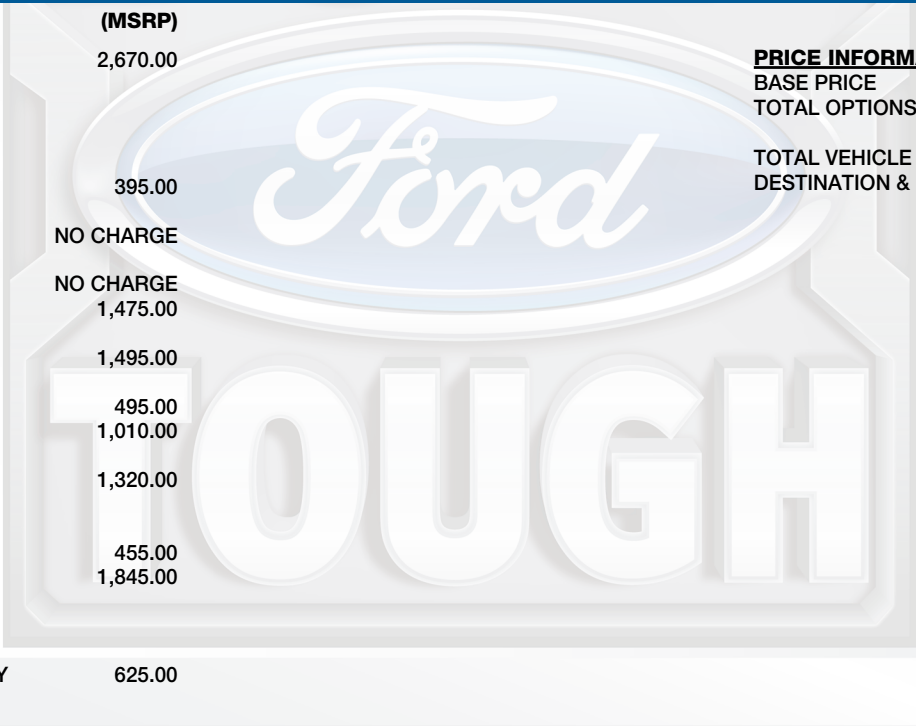 (MSRP)
2,670.00
395.00
NO CHARGE
NO CHARGE
1,475.00
1,495.00
495.00
1,010.00
1,320.00
455.00
1,845.00
Y 625.00
PRICE INFORMA
BASE PRICE
TOTAL OPTIONS
TOTAL VEHICLE
DESTINATION &
Ford
TOUGH